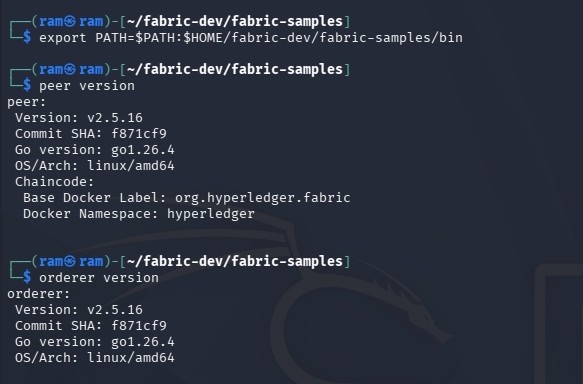 ┌──(ram㉿ram)-[~/fabric-dev/fabric-samples]
└─$ export PATH=$PATH:$HOME/fabric-dev/fabric-samples/bin
┌──(ram㉿ram)-[~/fabric-dev/fabric-samples]
└─$ peer version
peer:
 Version: v2.5.16
 Commit SHA: f871cf9
 Go version: go1.26.4
 OS/Arch: linux/amd64
 Chaincode:
  Base Docker Label: org.hyperledger.fabric
  Docker Namespace: hyperledger
┌──(ram㉿ram)-[~/fabric-dev/fabric-samples]
└─$ orderer version
orderer:
 Version: v2.5.16
 Commit SHA: f871cf9
 Go version: go1.26.4
 OS/Arch: linux/amd64